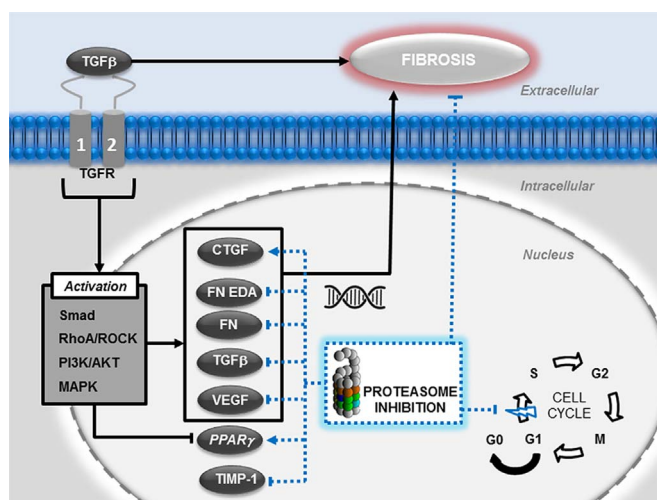 TGFβ
FIBROSIS
Extracellular
1 2
TGFR
Intracellular
Nucleus
Activation
Smad
RhoA/ROCK
PI3K/AKT
MAPK
CTGF
FN EDA
FN
TGFβ
VEGF
PPARγ
TIMP-1
PROTEASOME
INHIBITION
S G2
CELL
CYCLE
G0 G1 M